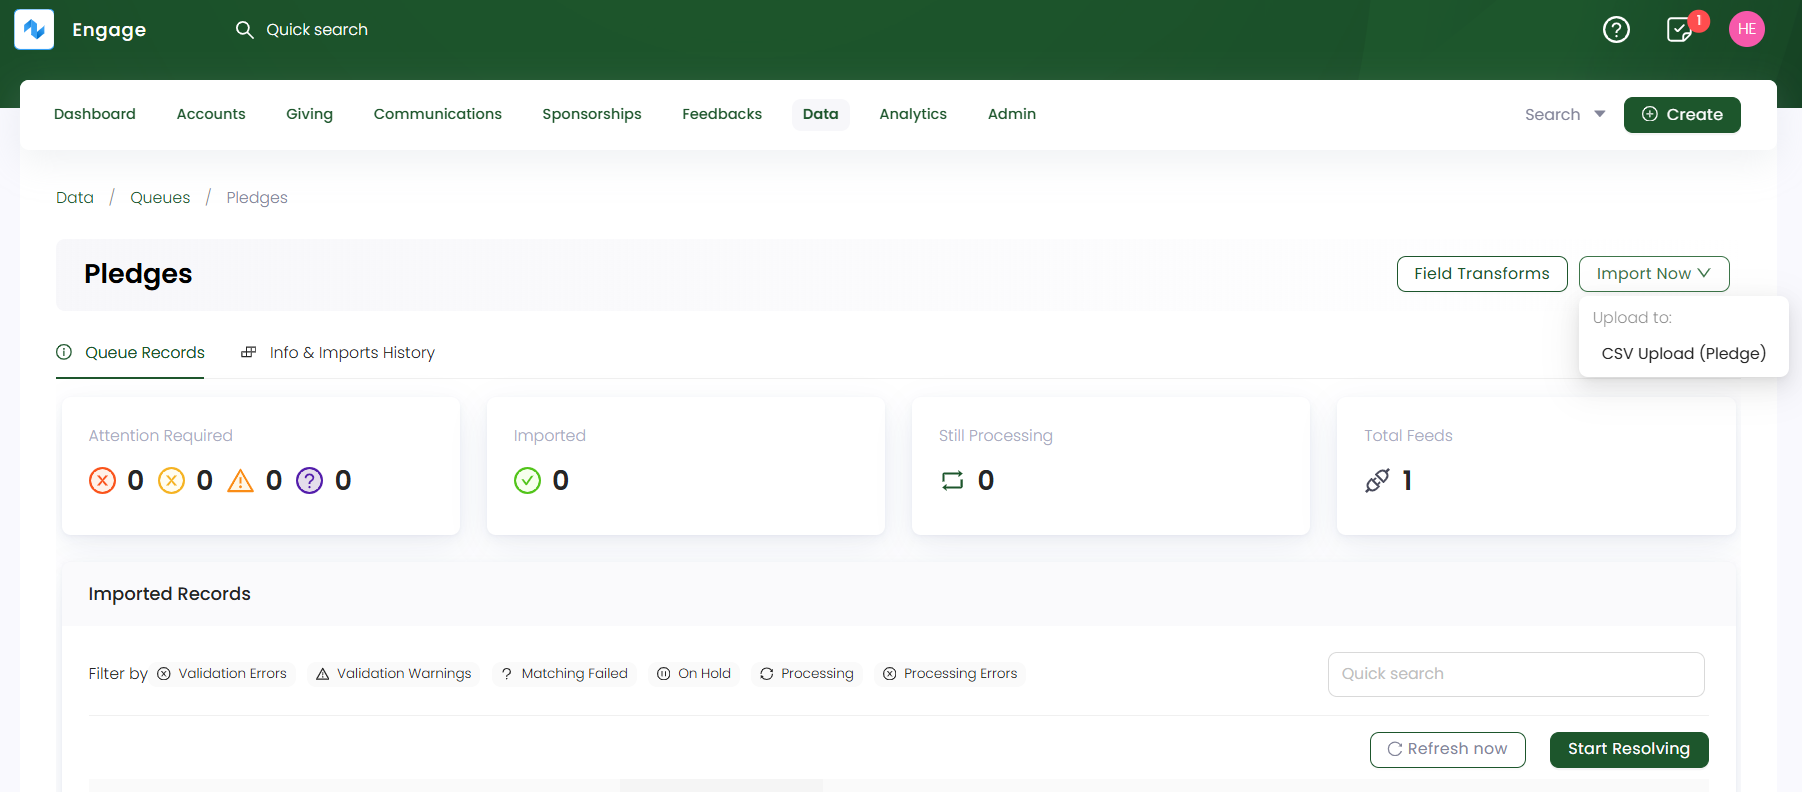 Engage
Quick search
1
HE
Dashboard Accounts Giving Communications Sponsorships Feedbacks Data Analytics Admin
Search
Create
Data / Queues / Pledges
Pledges
Field Transforms
Import Now
Upload to:
CSV Upload (Pledge)
Queue Records
Info & Imports History
Attention Required
0 0 0 0
Imported
0
Still Processing
0
Total Feeds
1
Imported Records
Filter by Validation Errors Validation Warnings ? Matching Failed On Hold Processing Processing Errors
Quick search
Refresh now
Start Resolving